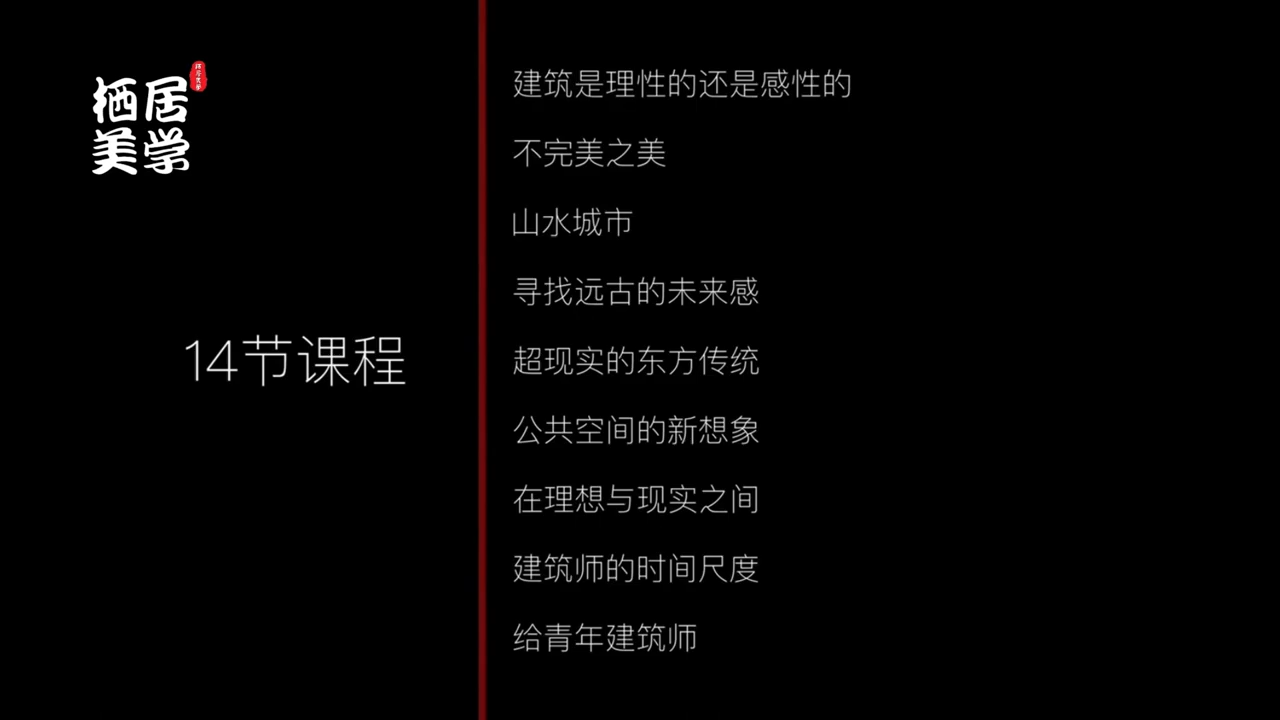 栖居
美学
14节课程
建筑是理性的还是感性的
不完美之美
山水城市
寻找远古的未来感
超现实的东方传统
公共空间的新想象
在理想与现实之间
建筑师的时间尺度
给青年建筑师